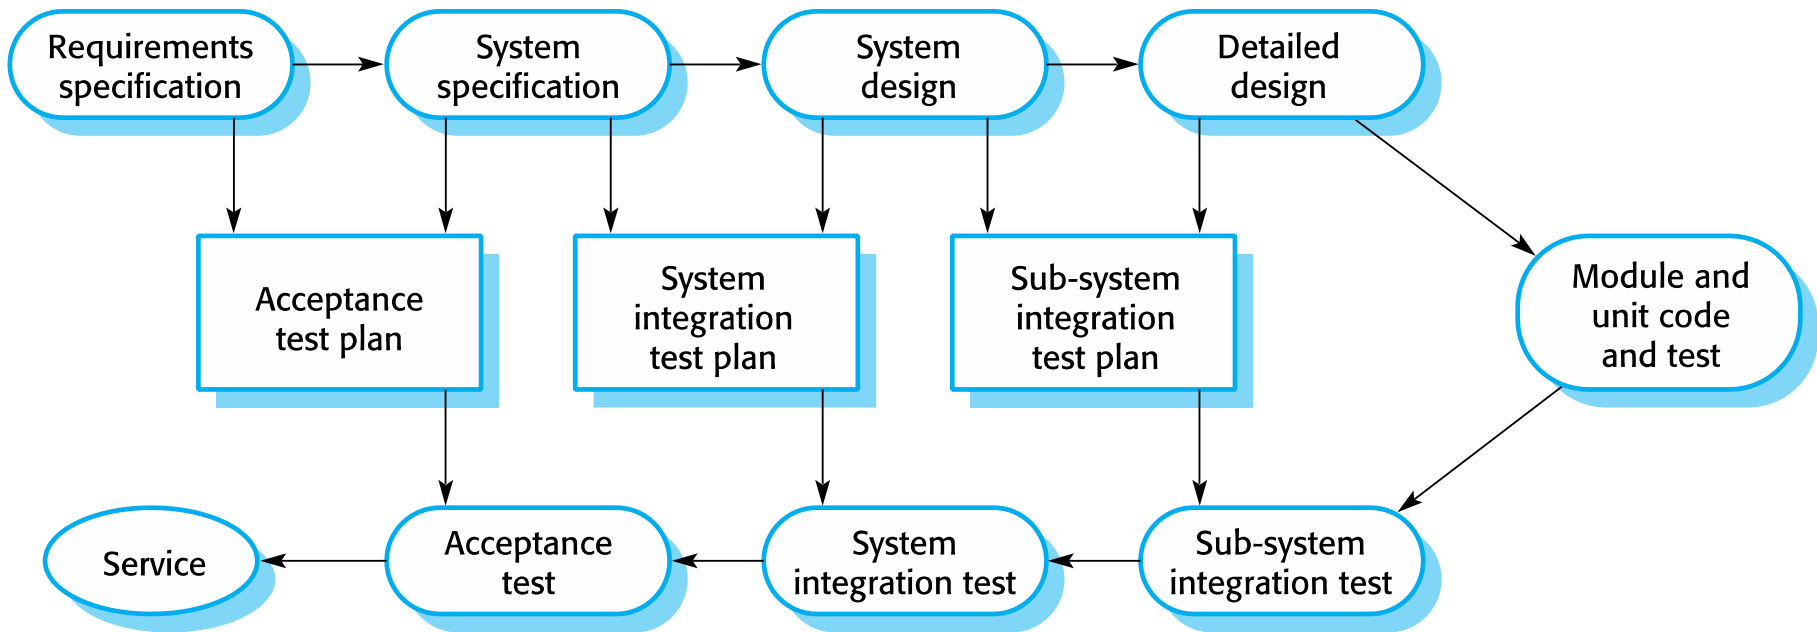 Requirements
specification
System
specification
System
design
Detailed
design
Acceptance
test plan
System
integration
test plan
Sub-system
integration
test plan
Module and
unit code
and test
Service
Acceptance
test
System
integration test
Sub-system
integration test